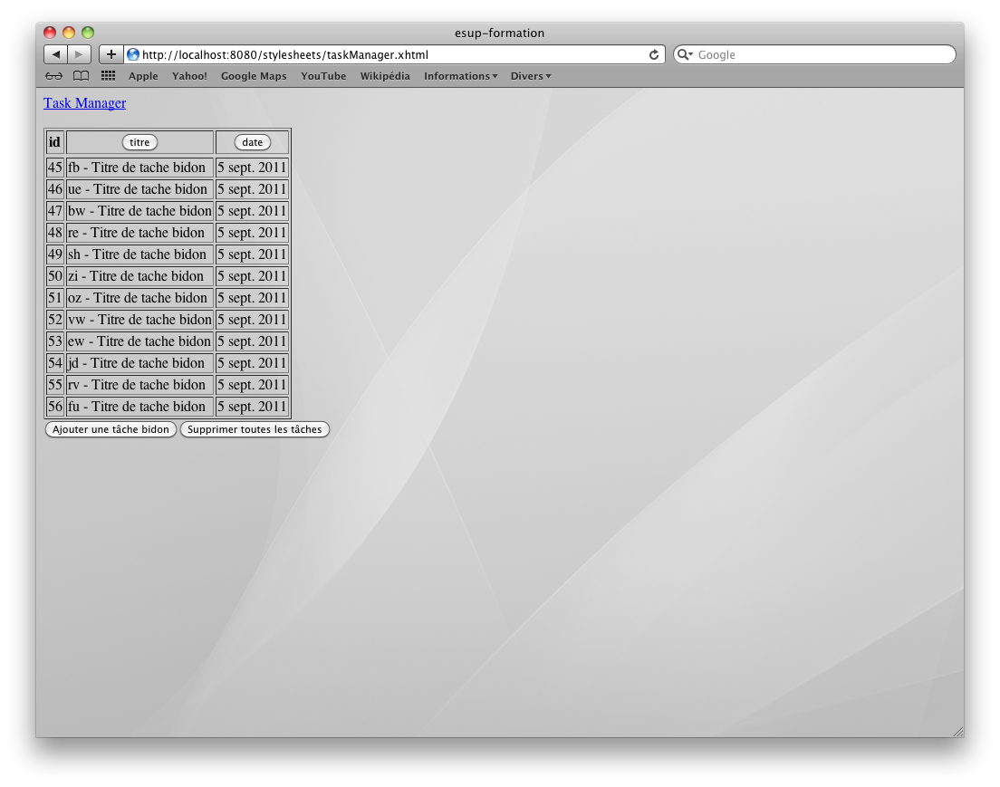 esup-formation
http://localhost:8080/stylesheets/taskManager.xhtml
Google
Apple Yahoo! Google Maps YouTube Wikipédia Informations Divers
Task Manager
id titre date
45 fb - Titre de tache bidon 5 sept. 2011
46 ue - Titre de tache bidon 5 sept. 2011
47 bw - Titre de tache bidon 5 sept. 2011
48 re - Titre de tache bidon 5 sept. 2011
49 sh - Titre de tache bidon 5 sept. 2011
50 zi - Titre de tache bidon 5 sept. 2011
51 oz - Titre de tache bidon 5 sept. 2011
52 vw - Titre de tache bidon 5 sept. 2011
53 ew - Titre de tache bidon 5 sept. 2011
54 jd - Titre de tache bidon 5 sept. 2011
55 rv - Titre de tache bidon 5 sept. 2011
56 fu - Titre de tache bidon 5 sept. 2011
Ajouter une tâche bidon Supprimer toutes les tâches